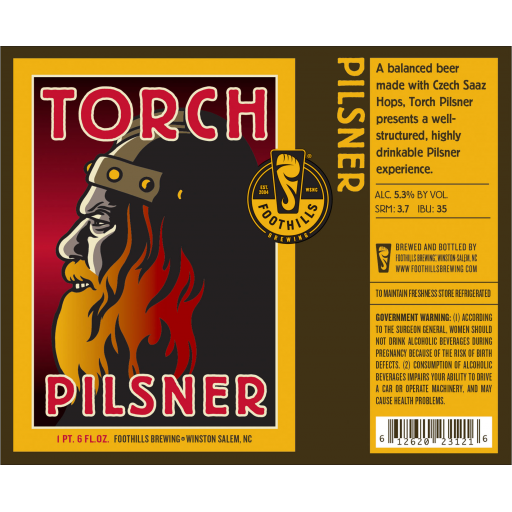 TORCH
EST. 2004
WSNC
FOOTHILLS
BREWING
®
PILSNER
1 PT. 6 FL.OZ. FOOTHILLS BREWING • WINSTON SALEM, NC
PILSNER
A balanced beer
made with Czech Saaz
Hops, Torch Pilsner
presents a well-
structured, highly
drinkable Pilsner
experience.
ALC. 5.3% BY VOL.
SRM: 3.7 IBU: 35
BREWED AND BOTTLED BY
FOOTHILLS BREWING® WINSTON SALEM, NC
WWW.FOOTHILLSBREWING.COM
TO MAINTAIN FRESHNESS STORE REFRIGERATED
GOVERNMENT WARNING: (1) ACCORDING
TO THE SURGEON GENERAL, WOMEN SHOULD
NOT DRINK ALCOHOLIC BEVERAGES DURING
PREGNANCY BECAUSE OF THE RISK OF BIRTH
DEFECTS. (2) CONSUMPTION OF ALCOHOLIC
BEVERAGES IMPAIRS YOUR ABILITY TO DRIVE
A CAR OR OPERATE MACHINERY, AND MAY
CAUSE HEALTH PROBLEMS.
6 12620 23121 6